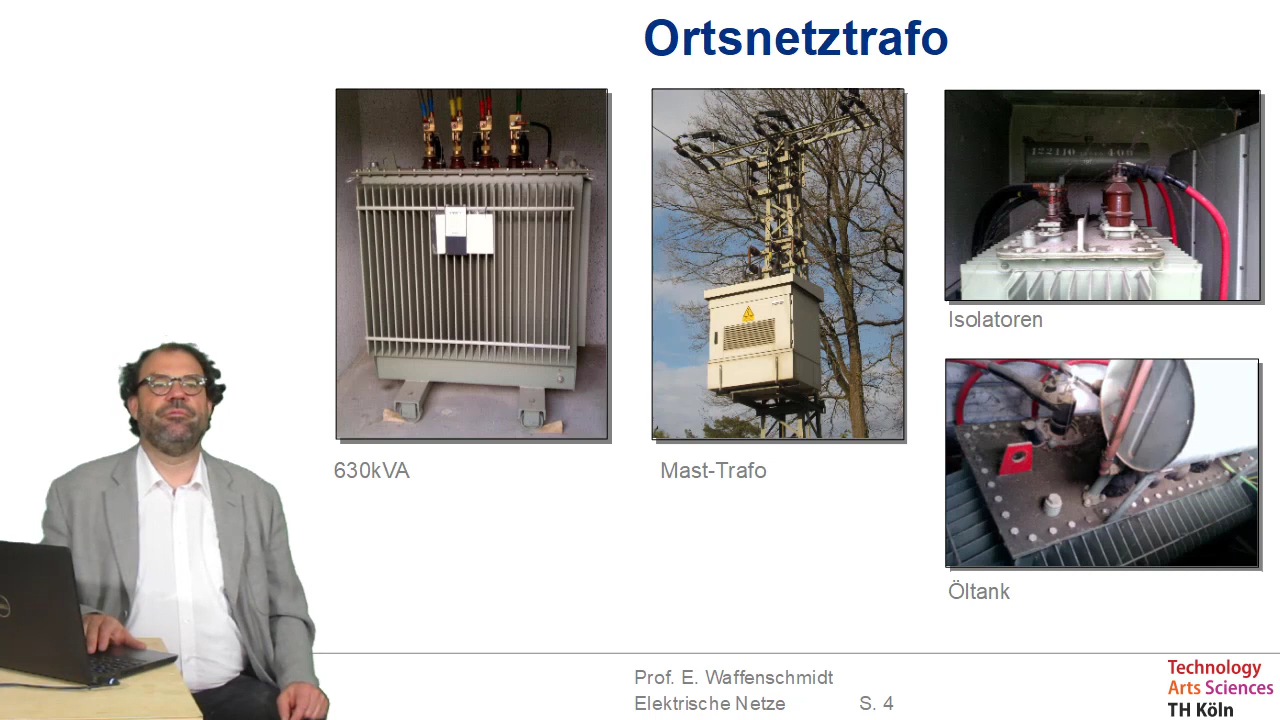 Ortsnetztrafo
630kVA
Mast-Trafo
Isolatoren
Öltank
Prof. E. Waffenschmidt
Elektrische Netze S. 4
Technology
Arts Sciences
TH Köln